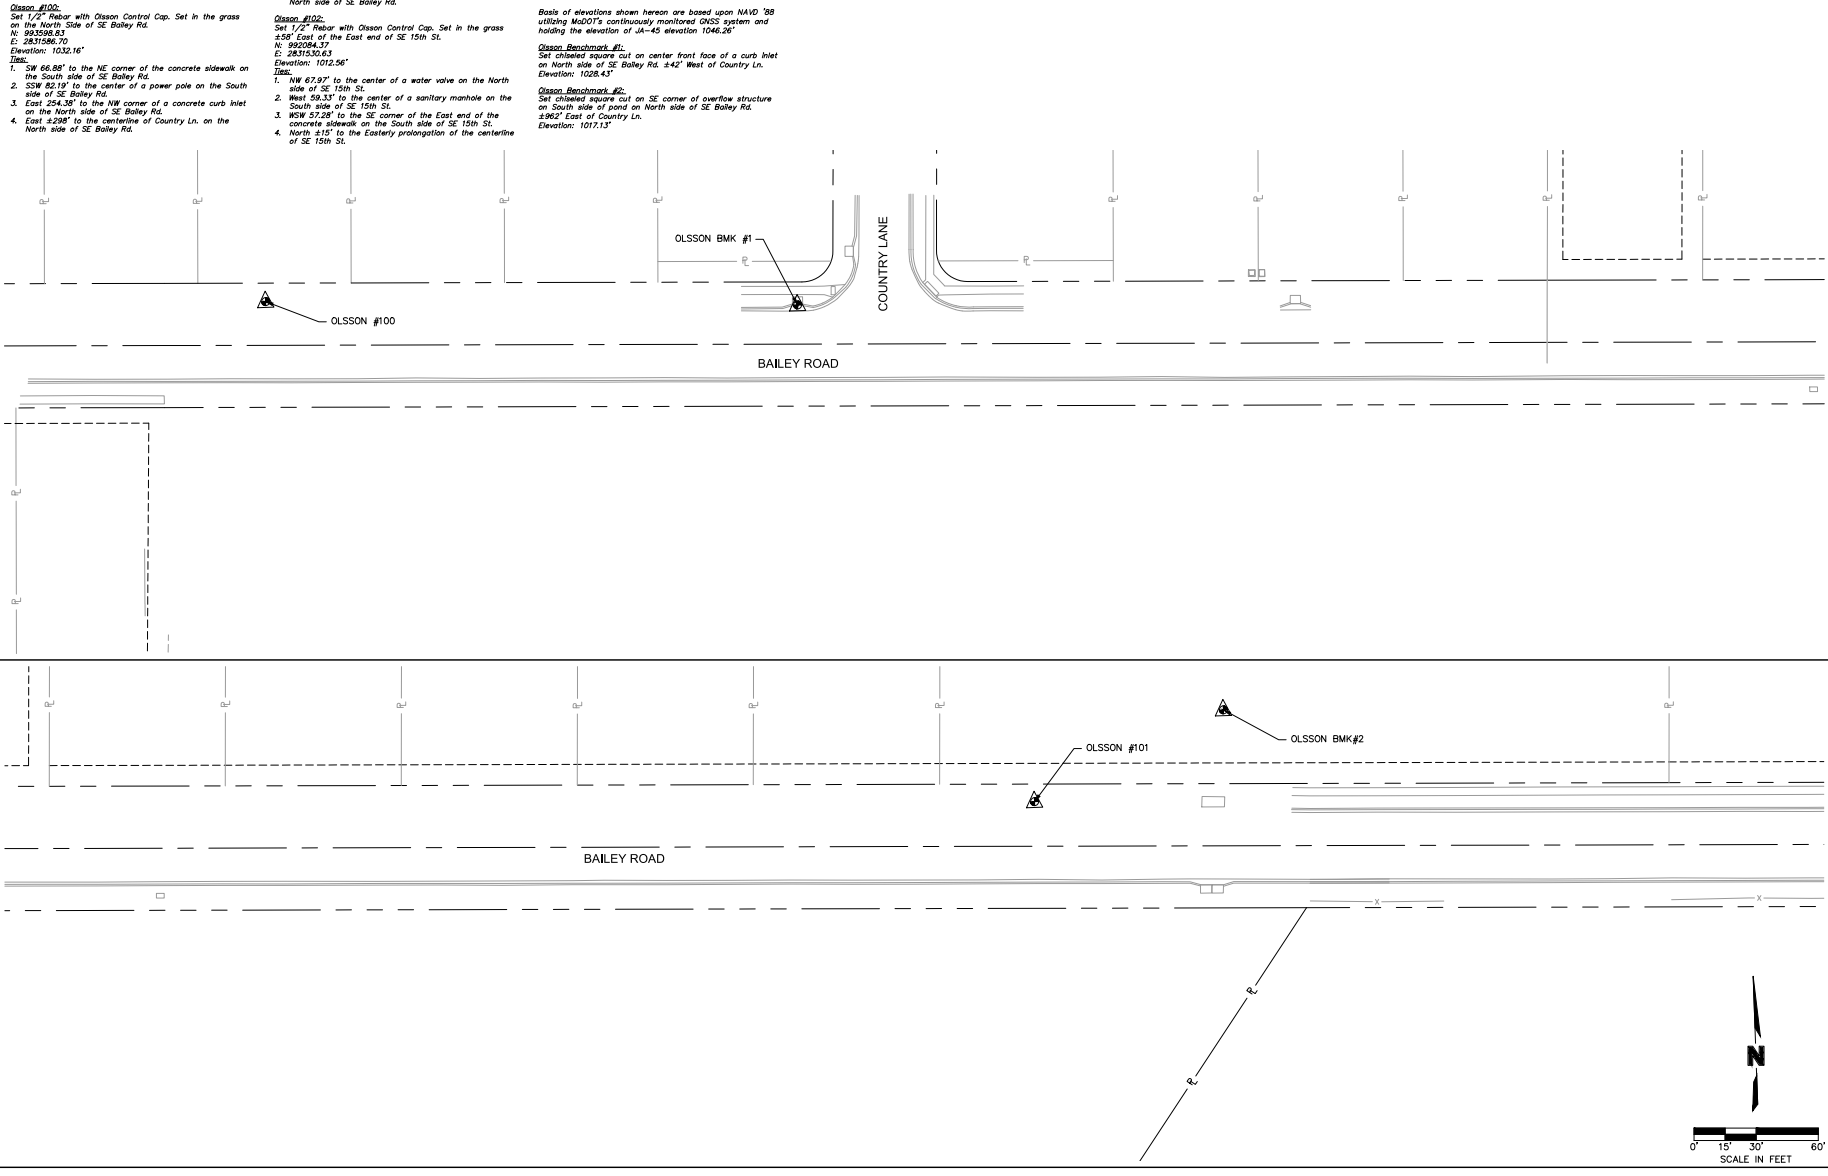 Olsson #100:
Set 1/2" Rebar with Olsson Control Cap. Set in the grass
on the North Side of SE Bailey Rd.
N: 993598.83
E: 2831586.70
Elevation: 1032.16'
Ties:
1. SW 66.88' to the NE corner of the concrete sidewalk on
the South side of SE Bailey Rd.
2. SSW 82.19' to the center of a power pole on the South
side of SE Bailey Rd.
3. East 254.38' to the NW corner of a concrete curb inlet
on the North side of SE Bailey Rd.
4. East ±298' to the centerline of Country Ln. on the
North side of SE Bailey Rd.
North side of SE Bailey Rd.
Olsson #102:
Set 1/2" Rebar with Olsson Control Cap. Set in the grass
±58' East of the East end of SE 15th St.
N: 992084.37
E: 2831530.63
Elevation: 1012.56'
Ties:
1. NW 67.97' to the center of a water valve on the North
side of SE 15th St.
2. West 59.33' to the center of a sanitary manhole on the
South side of SE 15th St.
3. WSW 57.28' to the SE corner of the East end of the
concrete sidewalk on the South side of SE 15th St.
4. North ±15' to the Easterly prolongation of the centerline
of SE 15th St.
Basis of elevations shown hereon are based upon NAVD '88
utilizing MoDOT's continuously monitored GNSS system and
holding the elevation of JA-45 elevation 1046.26'
Olsson Benchmark #1:
Set chiseled square cut on center front face of a curb inlet
on North side of SE Bailey Rd. ±42' West of Country Ln.
Elevation: 1028.43'
Olsson Benchmark #2:
Set chiseled square cut on SE corner of overflow structure
on South side of pond on North side of SE Bailey Rd.
±962' East of Country Ln.
Elevation: 1017.13'
OLSSON BMK #1
COUNTRY LANE
OLSSON #100
BAILEY ROAD
OLSSON BMK#2
OLSSON #101
BAILEY ROAD
X
X
N
0' 15' 30' 60'
SCALE IN FEET